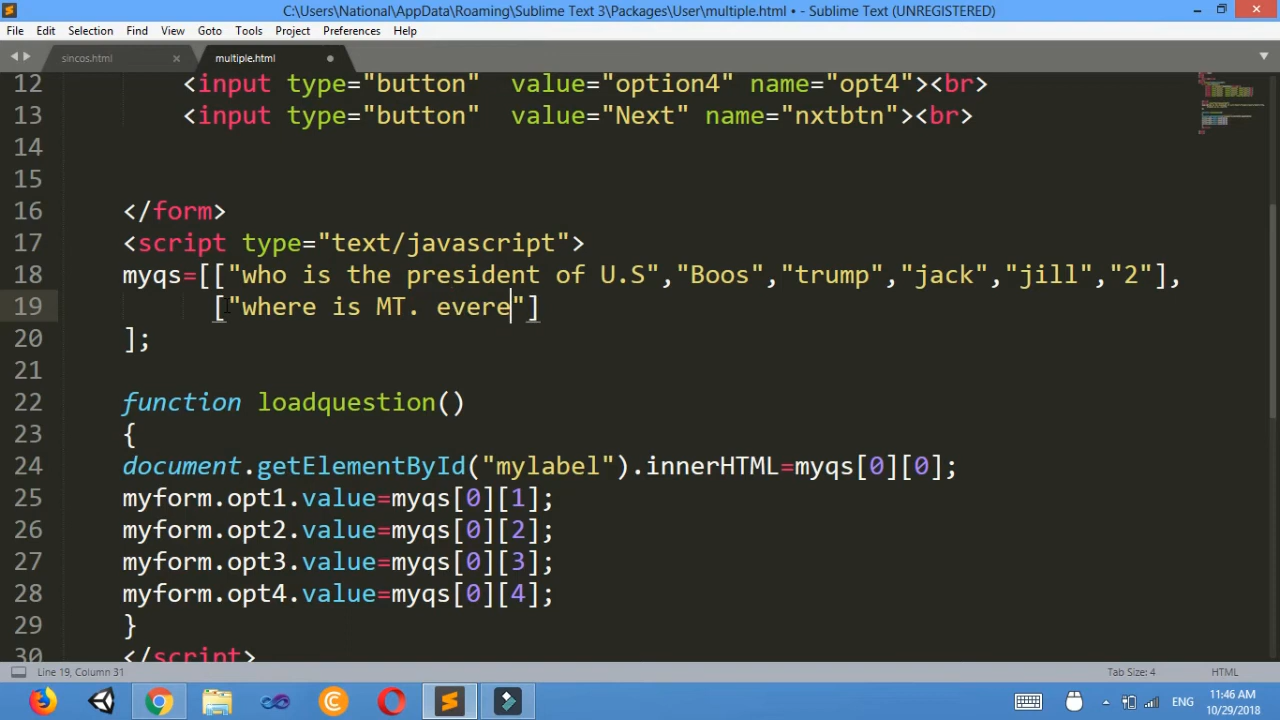 C:\Users\National\AppData\Roaming\Sublime Text 3\Packages\User\multiple.html • - Sublime Text (UNREGISTERED)
File Edit Selection Find View Goto Tools Project Preferences Help
sincos.html multiple.html
12 <input type="button" value="option4" name="opt4"><br>
13 <input type="button" value="Next" name="nxtbtn"><br>
14
15
16 </form>
17 <script type="text/javascript">
18 myqs=[["who is the president of U.S","Boos","trump","jack","jill","2"],
19 ["where is MT. evere"]
20 ];
21
22 function loadquestion()
23 {
24 document.getElementById("mylabel").innerHTML=myqs[0][0];
25 myform.opt1.value=myqs[0][1];
26 myform.opt2.value=myqs[0][2];
27 myform.opt3.value=myqs[0][3];
28 myform.opt4.value=myqs[0][4];
29 }
30 </script>
Line 19, Column 31 Tab Size: 4 HTML
ENG 11:46 AM
10/29/2018